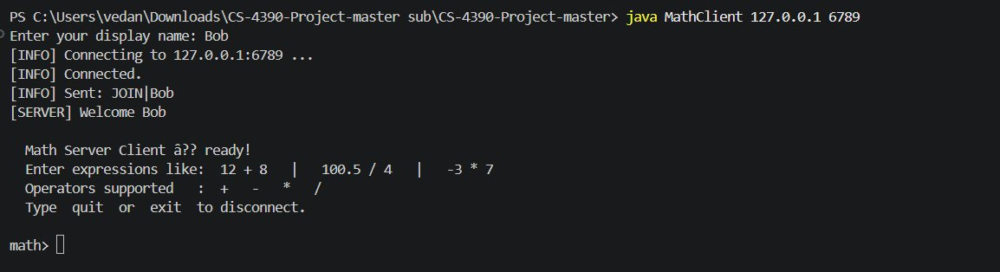 PS C:\Users\vedan\Downloads\CS-4390-Project-master sub\CS-4390-Project-master> java MathClient 127.0.0.1 6789
Enter your display name: Bob
[INFO] Connecting to 127.0.0.1:6789 ...
[INFO] Connected.
[INFO] Sent: JOIN|Bob
[SERVER] Welcome Bob
Math Server Client â?? ready!
Enter expressions like:  12 + 8   |   100.5 / 4   |   -3 * 7
Operators supported   :  +   -   *   /
Type  quit  or  exit  to disconnect.
math>